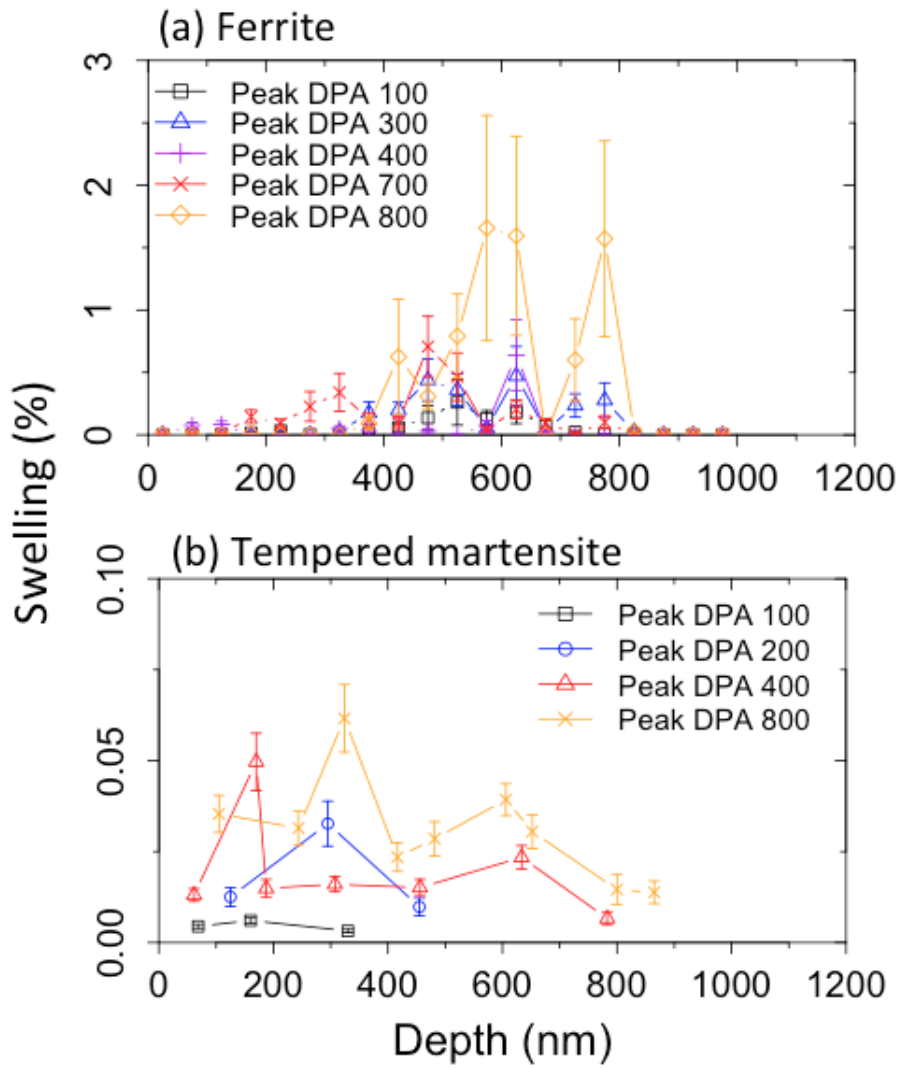 (a) Ferrite
3
2
1
0
Peak DPA 100
Peak DPA 300
Peak DPA 400
Peak DPA 700
Peak DPA 800
0 200 400 600 800 1000 1200
Swelling (%)
(b) Tempered martensite
0.10
0.05
0.00
Peak DPA 100
Peak DPA 200
Peak DPA 400
Peak DPA 800
0 200 400 600 800 1000 1200
Depth (nm)